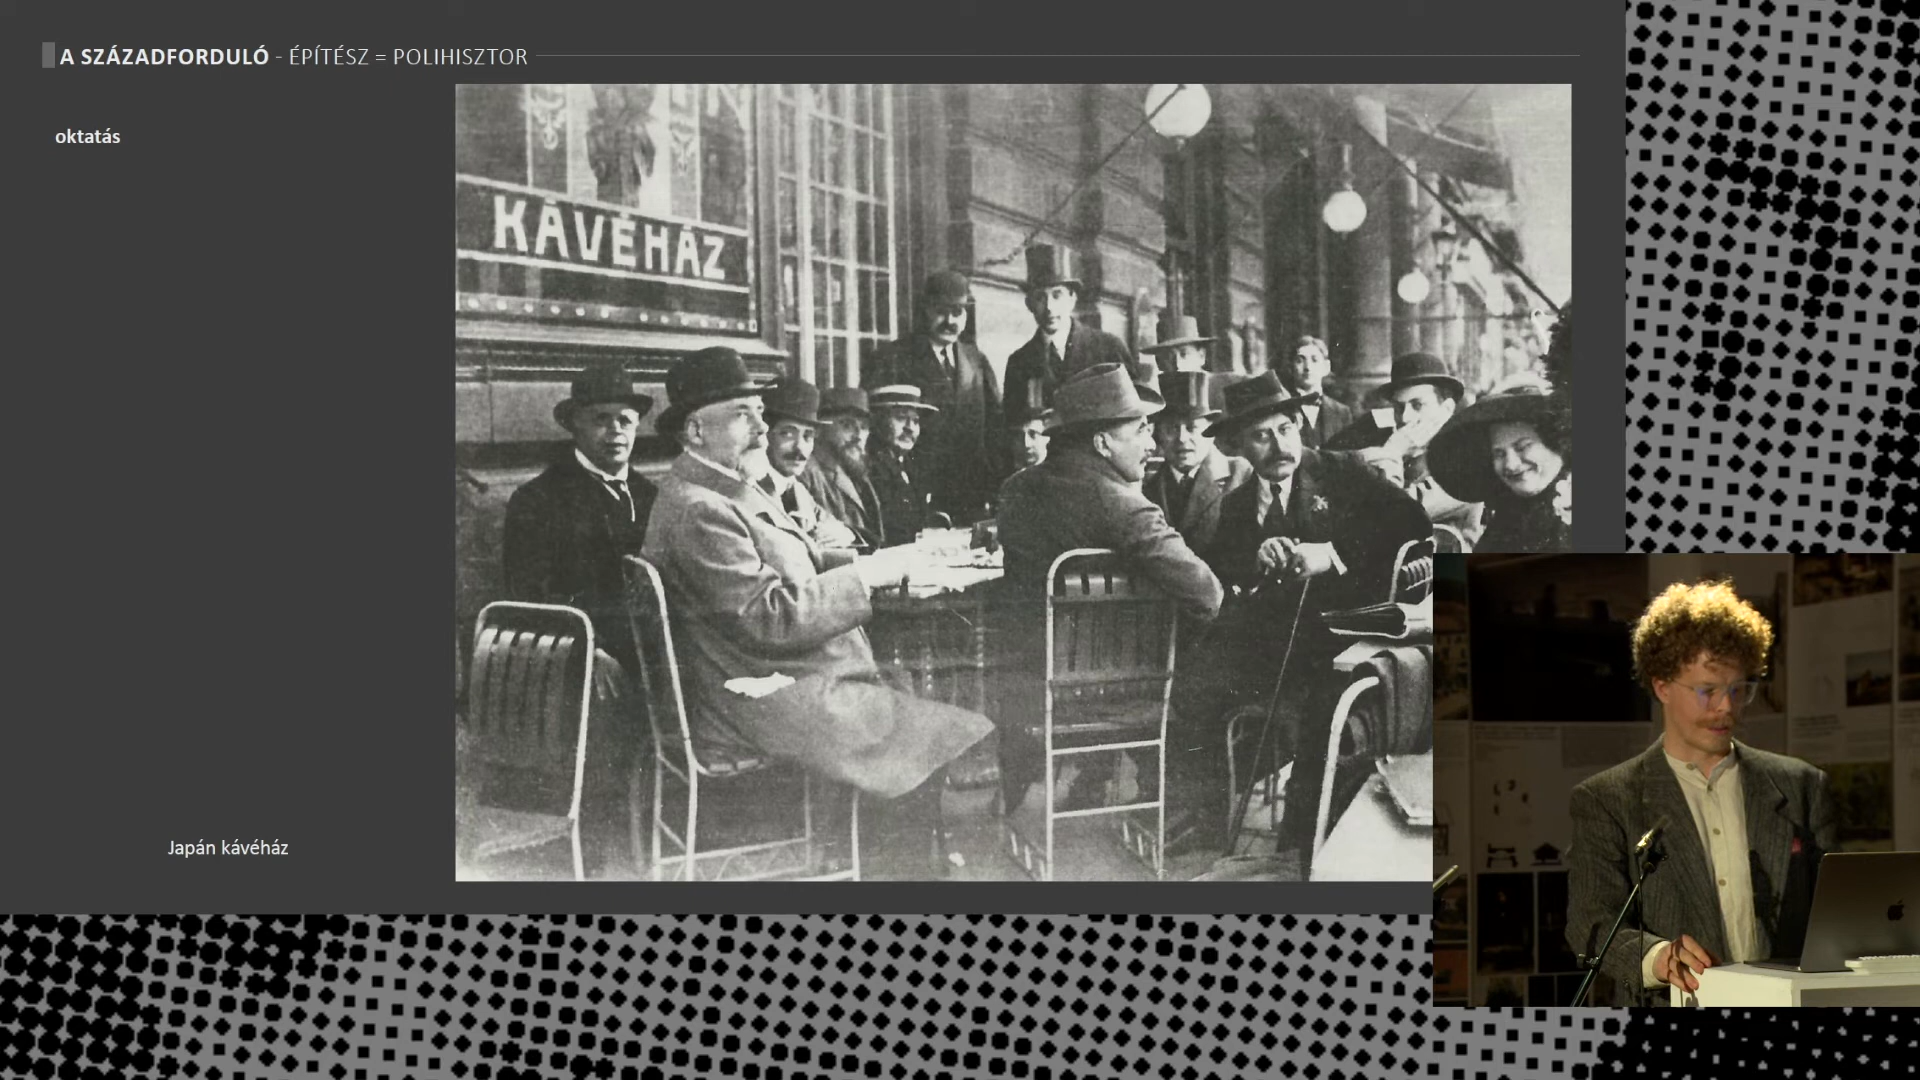 A SZÁZADFORDULÓ - ÉPÍTÉSZ = POLIHISZTOR
oktatás
KÁVÉHÁZ
Japán kávéház